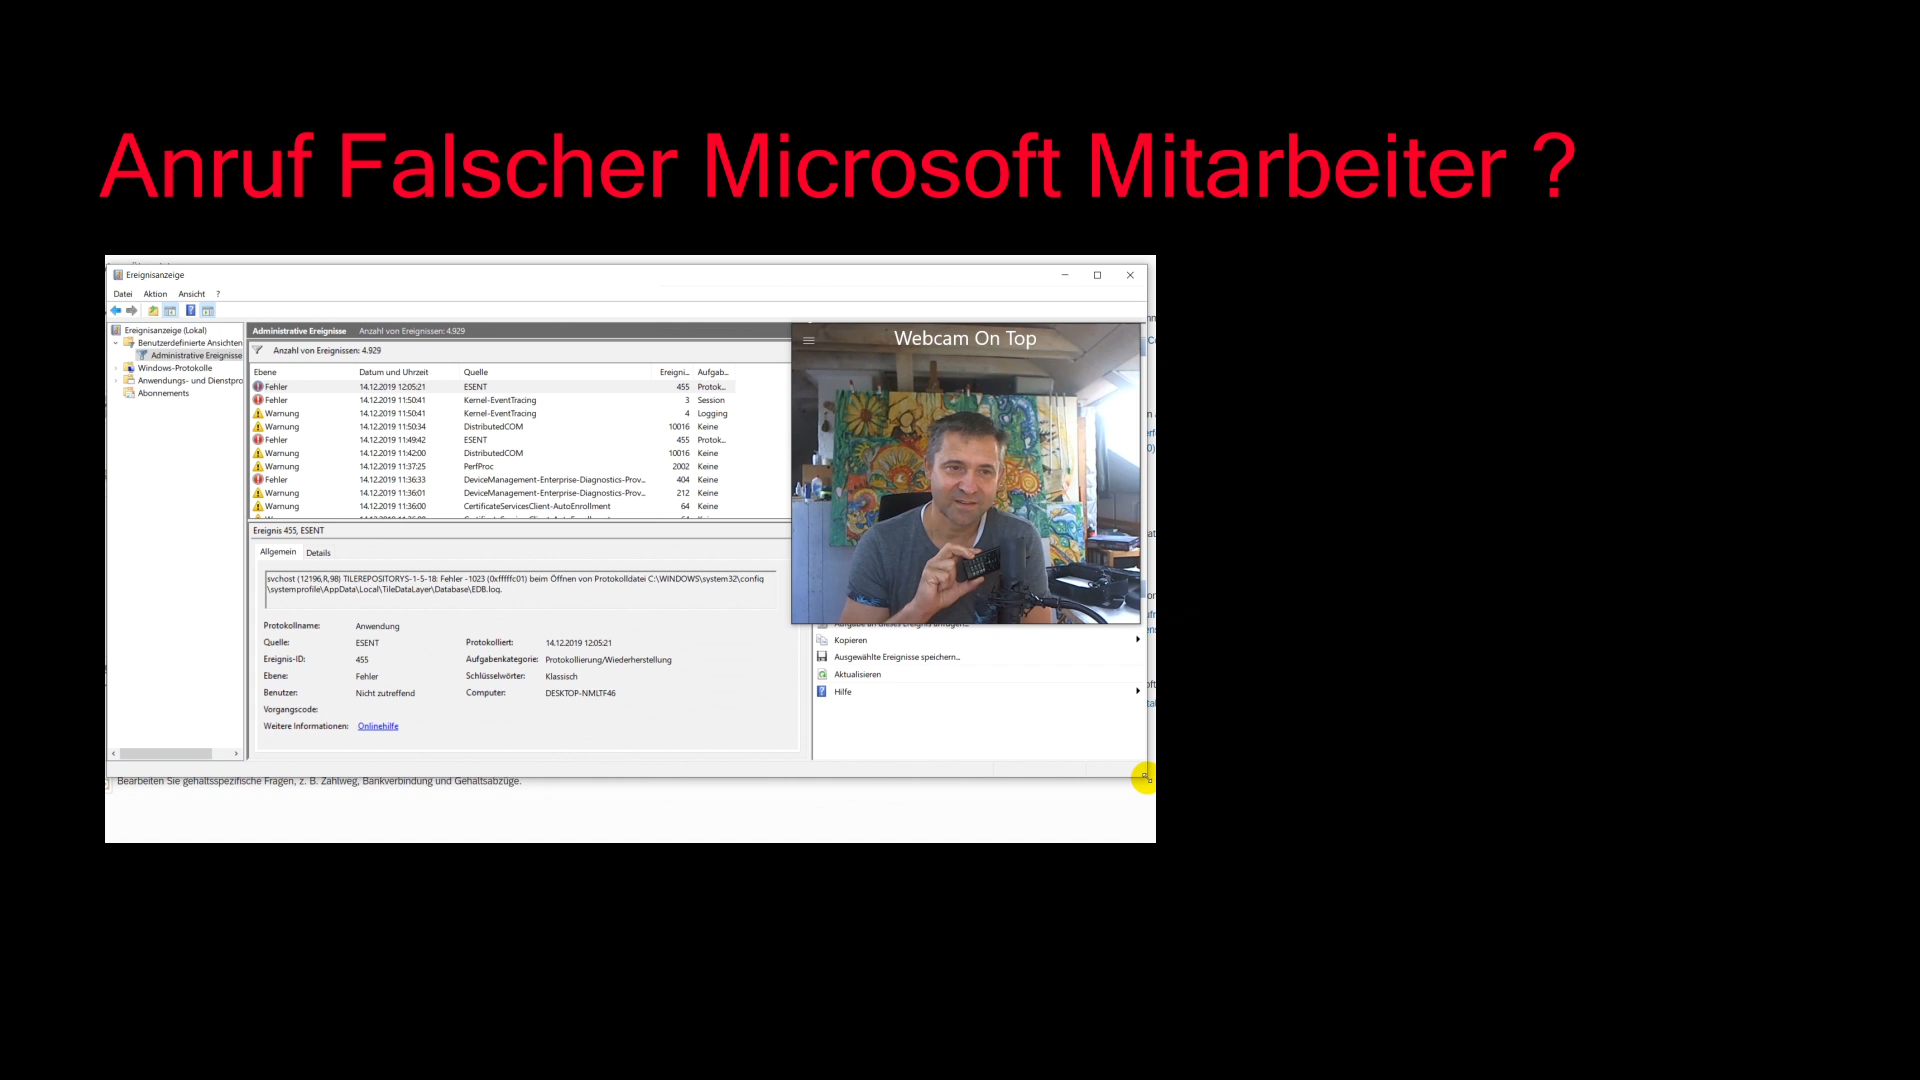 Anruf Falscher Microsoft Mitarbeiter ?
Ereignisanzeige
Datei Aktion Ansicht ?
Ereignisanzeige (Lokal)
Benutzerdefinierte Ansichten
Administrative Ereignisse
Windows-Protokolle
Anwendungs- und Dienstpro
Abonnements
Administrative Ereignisse Anzahl von Ereignissen: 4.929
Anzahl von Ereignissen: 4.929
Ebene Datum und Uhrzeit Quelle Ereigni... Aufgab...
Fehler 14.12.2019 12:05:21 ESENT 455 Protok...
Fehler 14.12.2019 11:50:41 Kernel-EventTracing 3 Session
Warnung 14.12.2019 11:50:41 Kernel-EventTracing 4 Logging
Warnung 14.12.2019 11:50:34 DistributedCOM 10016 Keine
Fehler 14.12.2019 11:49:42 ESENT 455 Protok...
Warnung 14.12.2019 11:42:00 DistributedCOM 10016 Keine
Warnung 14.12.2019 11:37:25 PerfProc 2002 Keine
Fehler 14.12.2019 11:36:33 DeviceManagement-Enterprise-Diagnostics-Prov... 404 Keine
Warnung 14.12.2019 11:36:01 DeviceManagement-Enterprise-Diagnostics-Prov... 212 Keine
Warnung 14.12.2019 11:36:00 CertificateServicesClient-AutoEnrollment 64 Keine
Webcam On Top
Ereignis 455, ESENT
Allgemein Details
svchost (12196,R,98) TILEREPOSITORYS-1-5-18: Fehler -1023 (0xfffffc01) beim Öffnen von Protokolldatei C:\WINDOWS\system32\config
\systemprofile\AppData\Local\TileDataLayer\Database\EDB.log.
Protokollname: Anwendung
Quelle: ESENT Protokolliert: 14.12.2019 12:05:21
Ereignis-ID: 455 Aufgabenkategorie: Protokollierung/Wiederherstellung
Ebene: Fehler Schlüsselwörter: Klassisch
Benutzer: Nicht zutreffend Computer: DESKTOP-NMLTF46
Vorgangscode:
Weitere Informationen: Onlinehilfe
Kopieren
Ausgewählte Ereignisse speichern...
Aktualisieren
Hilfe
Bearbeiten Sie gehaltsspezifische Fragen, z. B. Zahlweg, Bankverbindung und Gehaltsabzüge.